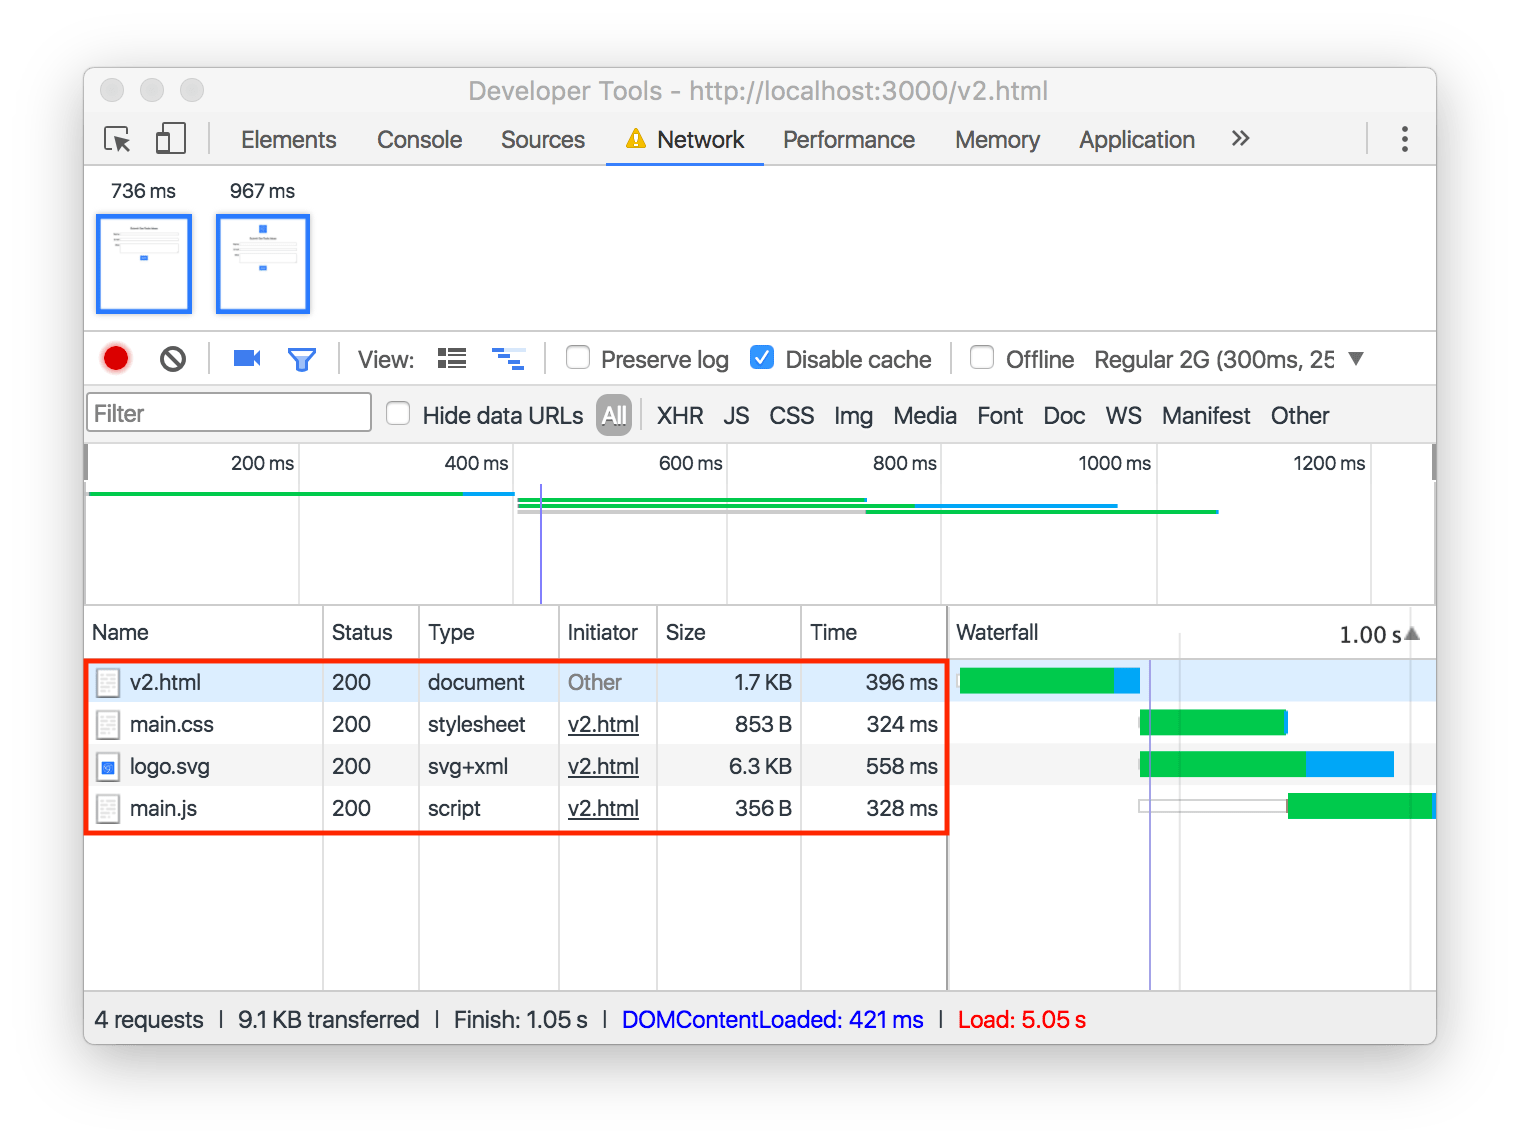 Developer Tools - http://localhost:3000/v2.html
Elements Console Sources Network Performance Memory Application »
736 ms 967 ms
View: Preserve log Disable cache Offline Regular 2G (300ms, 25
Filter Hide data URLs All XHR JS CSS Img Media Font Doc WS Manifest Other
200 ms 400 ms 600 ms 800 ms 1000 ms 1200 ms
Name Status Type Initiator Size Time Waterfall 1.00 s
v2.html 200 document Other 1.7 KB 396 ms
main.css 200 stylesheet v2.html 853 B 324 ms
logo.svg 200 svg+xml v2.html 6.3 KB 558 ms
main.js 200 script v2.html 356 B 328 ms
4 requests | 9.1 KB transferred | Finish: 1.05 s | DOMContentLoaded: 421 ms | Load: 5.05 s